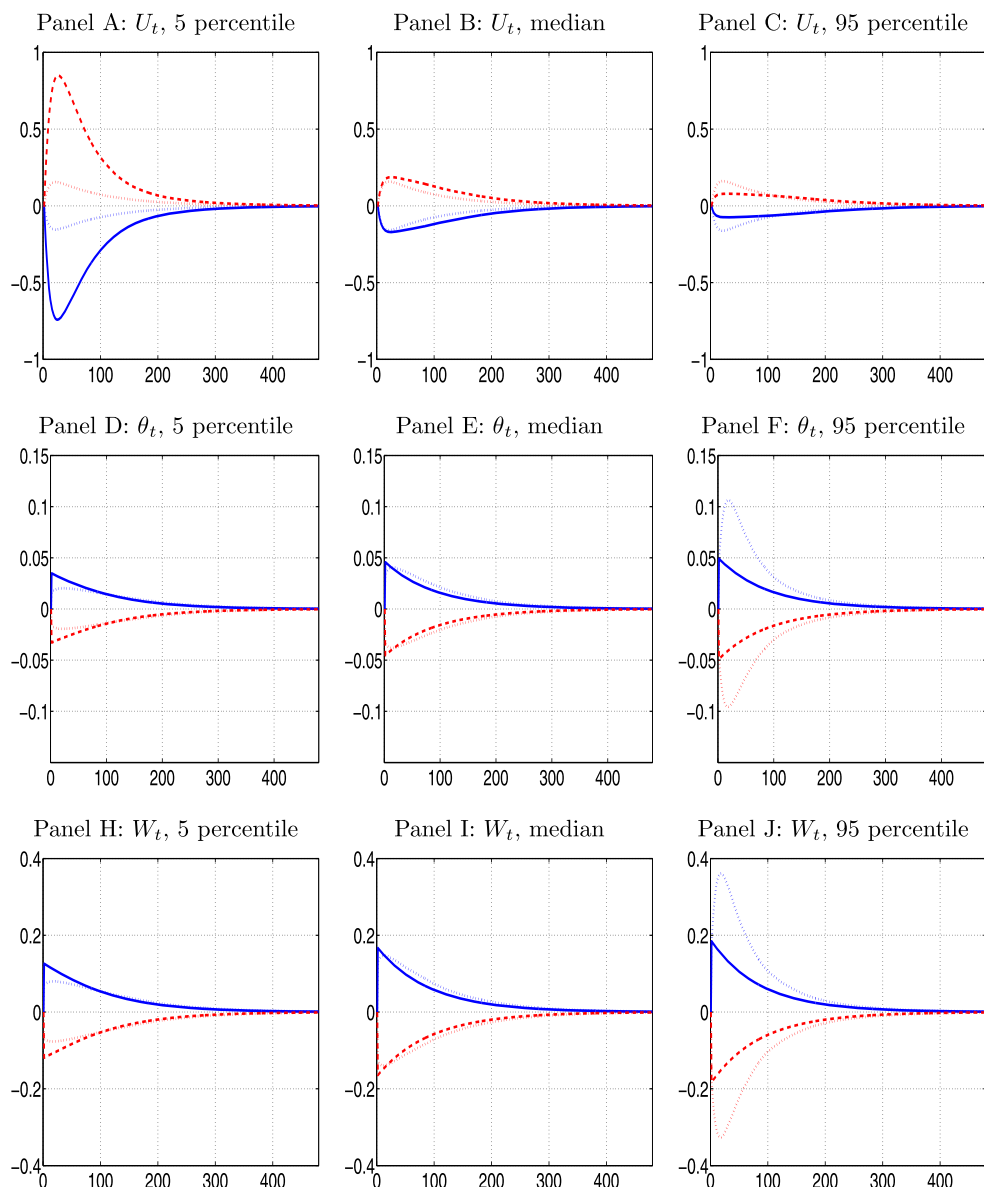 Panel A: U_t, 5 percentile
Panel B: U_t, median
Panel C: U_t, 95 percentile
1
0.5
0
−0.5
−1
0 100 200 300 400
1
0.5
0
−0.5
−1
0 100 200 300 400
1
0.5
0
−0.5
−1
0 100 200 300 400
Panel D: θ_t, 5 percentile
Panel E: θ_t, median
Panel F: θ_t, 95 percentile
0.15
0.1
0.05
0
−0.05
−0.1
0 100 200 300 400
0.15
0.1
0.05
0
−0.05
−0.1
0 100 200 300 400
0.15
0.1
0.05
0
−0.05
−0.1
0 100 200 300 400
Panel H: W_t, 5 percentile
Panel I: W_t, median
Panel J: W_t, 95 percentile
0.4
0.2
0
−0.2
−0.4
0 100 200 300 400
0.4
0.2
0
−0.2
−0.4
0 100 200 300 400
0.4
0.2
0
−0.2
−0.4
0 100 200 300 400